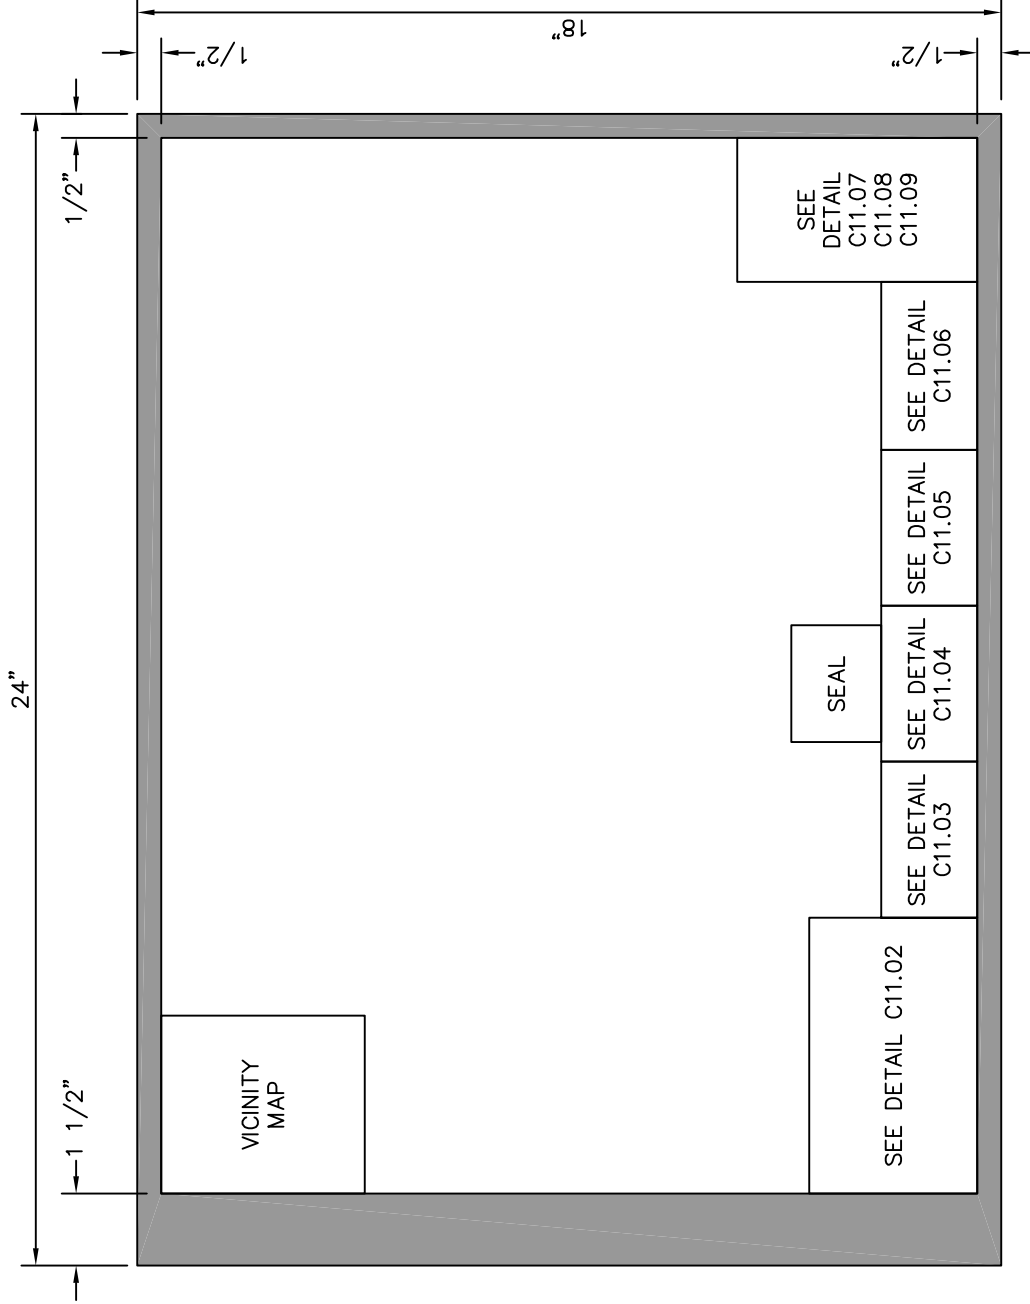 24"
1 1/2"
1/2"
VICINITY
MAP
SEAL
SEE DETAIL C11.02
SEE DETAIL
C11.03
SEE DETAIL
C11.04
SEE DETAIL
C11.05
SEE DETAIL
C11.06
SEE
DETAIL
C11.07
C11.08
C11.09
1/2"
18"
1/2"